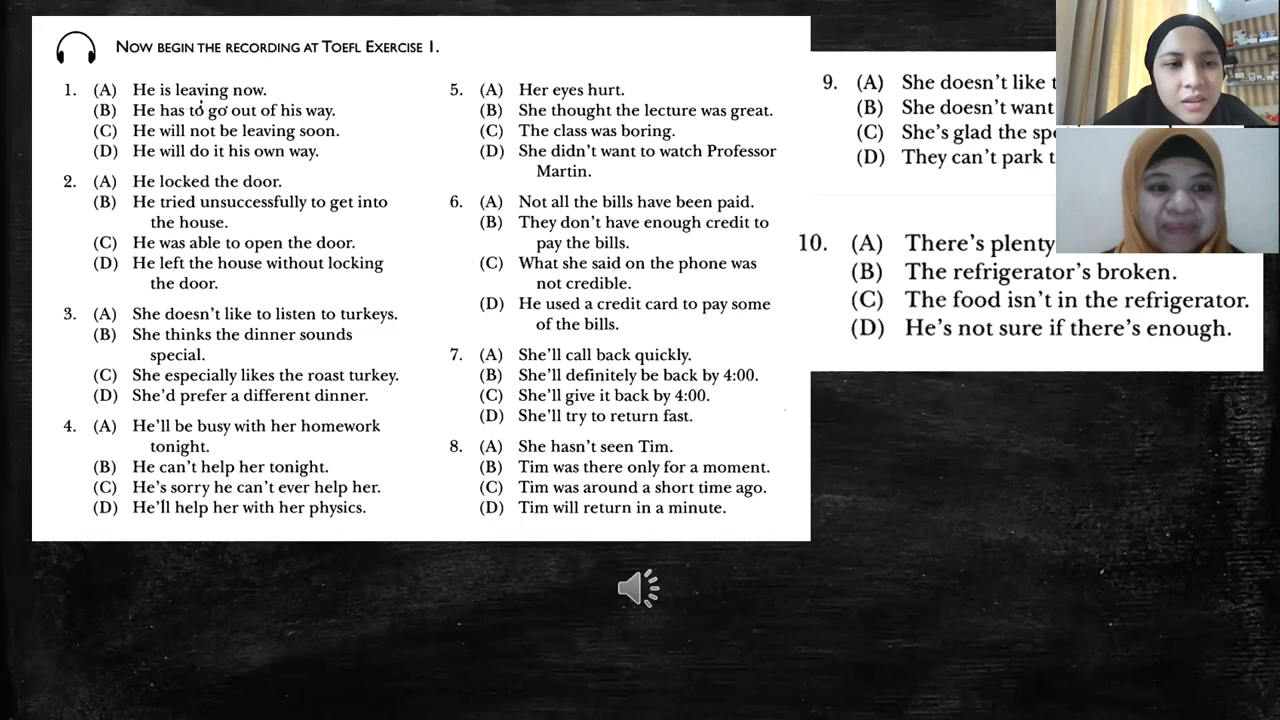 NOW BEGIN THE RECORDING AT TOEFL EXERCISE 1.
1. (A) He is leaving now.
(B) He has to go out of his way.
(C) He will not be leaving soon.
(D) He will do it his own way.
2. (A) He locked the door.
(B) He tried unsuccessfully to get into
the house.
(C) He was able to open the door.
(D) He left the house without locking
the door.
3. (A) She doesn't like to listen to turkeys.
(B) She thinks the dinner sounds
special.
(C) She especially likes the roast turkey.
(D) She'd prefer a different dinner.
4. (A) He'll be busy with her homework
tonight.
(B) He can't help her tonight.
(C) He's sorry he can't ever help her.
(D) He'll help her with her physics.
5. (A) Her eyes hurt.
(B) She thought the lecture was great.
(C) The class was boring.
(D) She didn't want to watch Professor
Martin.
6. (A) Not all the bills have been paid.
(B) They don't have enough credit to
pay the bills.
(C) What she said on the phone was
not credible.
(D) He used a credit card to pay some
of the bills.
7. (A) She'll call back quickly.
(B) She'll definitely be back by 4:00.
(C) She'll give it back by 4:00.
(D) She'll try to return fast.
8. (A) She hasn't seen Tim.
(B) Tim was there only for a moment.
(C) Tim was around a short time ago.
(D) Tim will return in a minute.
9. (A) She doesn't like
(B) She doesn't want
(C) She's glad the
(D) They can't park
10. (A) There's plenty
(B) The refrigerator's broken.
(C) The food isn't in the refrigerator.
(D) He's not sure if there's enough.